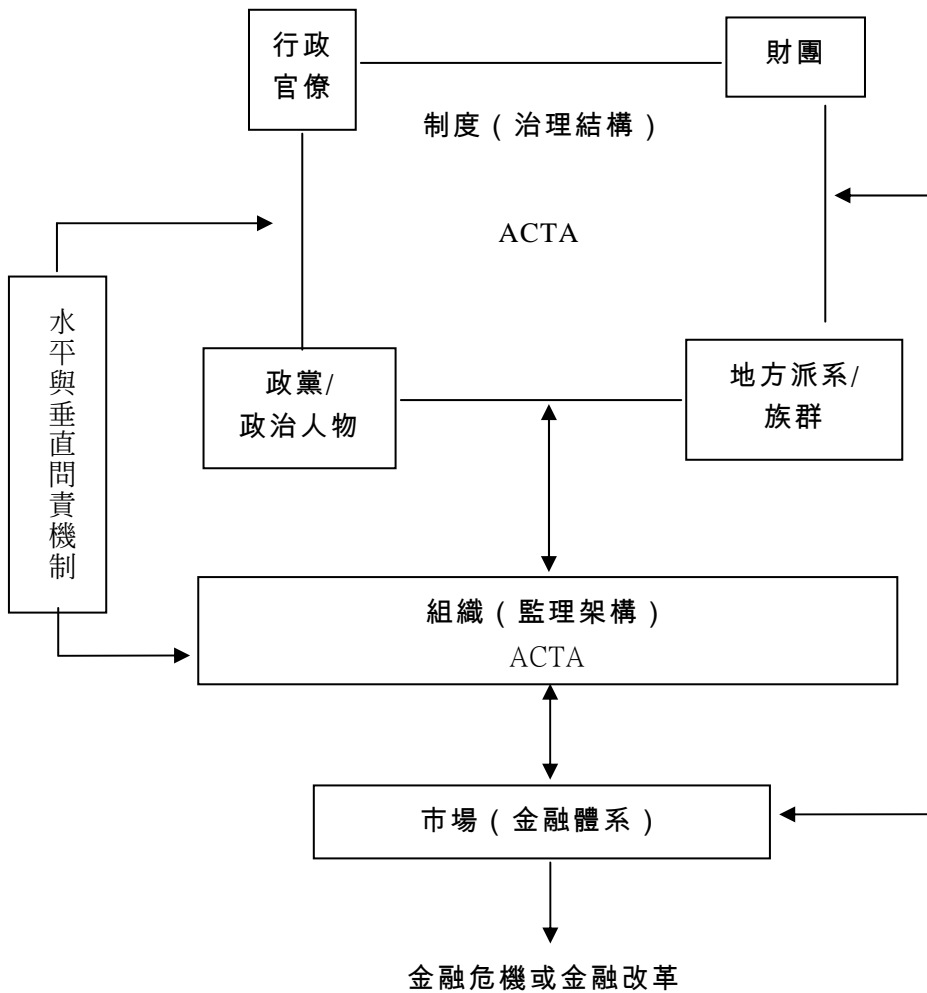 行政
官僚
財團
制度（治理結構）
ACTA
水平與垂直問責機制
政黨/
政治人物
地方派系/
族群
組織（監理架構）
ACTA
市場（金融體系）
金融危機或金融改革